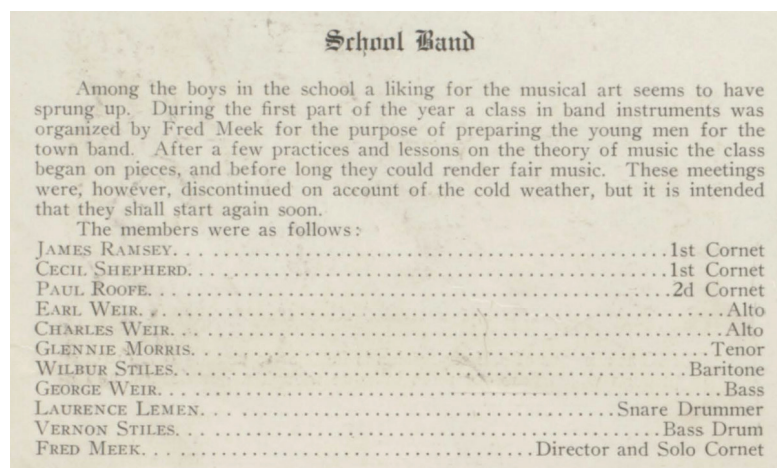 School Band
Among the boys in the school a liking for the musical art seems to have
sprung up. During the first part of the year a class in band instruments was
organized by Fred Meek for the purpose of preparing the young men for the
town band. After a few practices and lessons on the theory of music the class
began on pieces, and before long they could render fair music. These meetings
were, however, discontinued on account of the cold weather, but it is intended
that they shall start again soon.
The members were as follows:
JAMES RAMSEY. . . . . . . . . . . . . . . . . . . . . . . . . . . . . . 1st Cornet
CECIL SHEPHERD. . . . . . . . . . . . . . . . . . . . . . . . . . . . . 1st Cornet
PAUL ROOFE. . . . . . . . . . . . . . . . . . . . . . . . . . . . . . . 2d Cornet
EARL WEIR. . . . . . . . . . . . . . . . . . . . . . . . . . . . . . . . Alto
CHARLES WEIR. . . . . . . . . . . . . . . . . . . . . . . . . . . . . . Alto
GLENNIE MORRIS. . . . . . . . . . . . . . . . . . . . . . . . . . . . . Tenor
WILBUR STILES. . . . . . . . . . . . . . . . . . . . . . . . . . . . . . Baritone
GEORGE WEIR. . . . . . . . . . . . . . . . . . . . . . . . . . . . . . . Bass
LAURENCE LEMEN. . . . . . . . . . . . . . . . . . . . . . . . . . Snare Drummer
VERNON STILES. . . . . . . . . . . . . . . . . . . . . . . . . . . . . Bass Drum
FRED MEEK. . . . . . . . . . . . . . . . . . . . . . Director and Solo Cornet